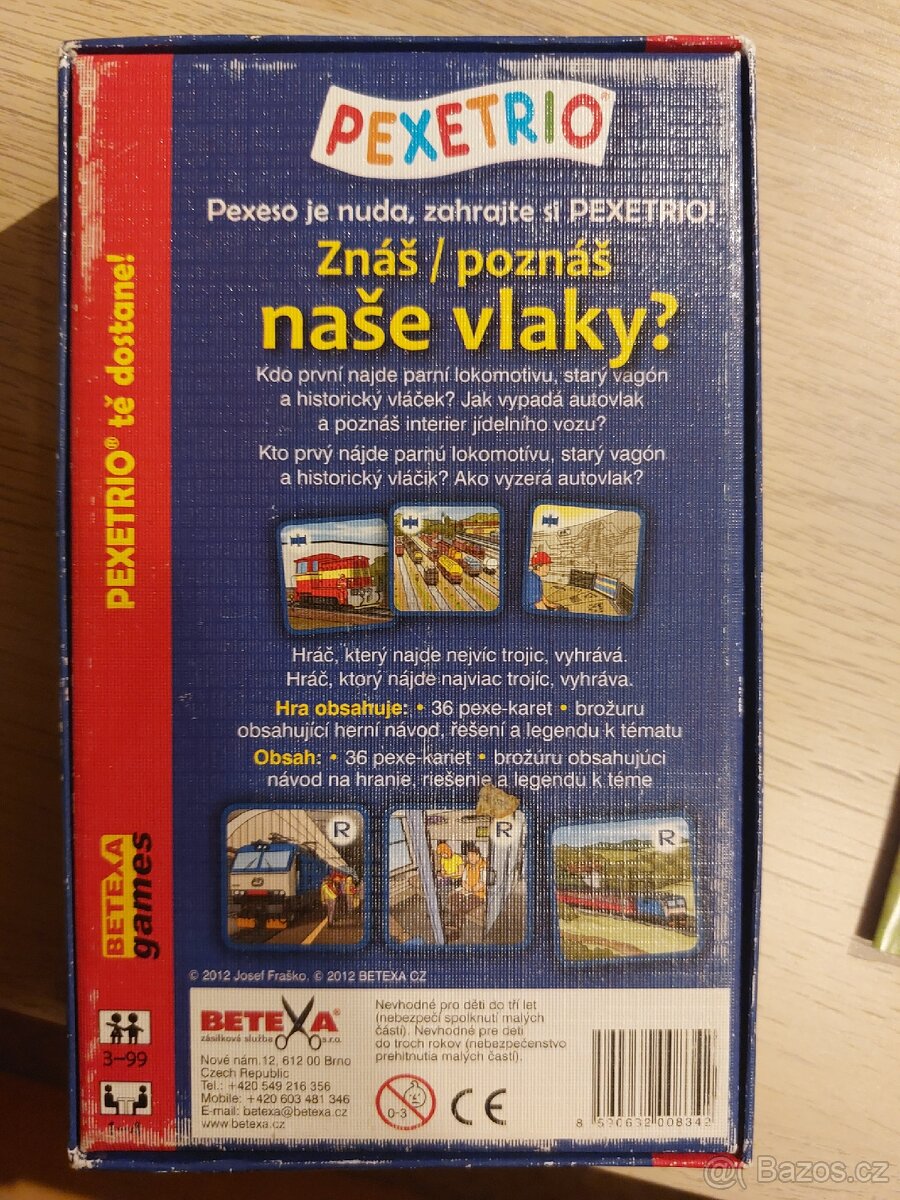 PEXETRIO®
Pexeso je nuda, zahrajte si PEXETRIO!
Znáš / poznáš
naše vlaky?
Kdo první najde parní lokomotivu, starý vagón
a historický vláček? Jak vypadá autovlak
a poznáš interier jídelního vozu?
Kto prvý nájde parnú lokomotívu, starý vagón
a historický vláčik? Ako vyzerá autovlak?
Hráč, který najde nejvíc trojic, vyhrává.
Hráč, ktorý nájde najviac trojíc, vyhráva.
Hra obsahuje: • 36 pexe-karet • brožuru
obsahující herní návod, řešení a legendu k tématu
Obsah: • 36 pexe-kariet • brožúru obsahujúci
návod na hranie, riešenie a legendu k téme
R
R
R
© 2012 Josef Fraško. © 2012 BETEXA CZ
BETEXA®
zásilková služba s.r.o.
Nové nám.12, 612 00 Brno
Czech Republic
Tel.: +420 549 216 356
Mobile: +420 603 481 346
E-mail: betexa@betexa.cz
www.betexa.cz
Nevhodné pro děti do tří let
(nebezpečí spolknutí malých
částí). Nevhodné pre deti
do troch rokov (nebezpečenstvo
prehltnutia malých častí).
0-3
CE
8 590632 008342
PEXETRIO® tě dostane!
BETEXA
games
3–99
Bazos.cz